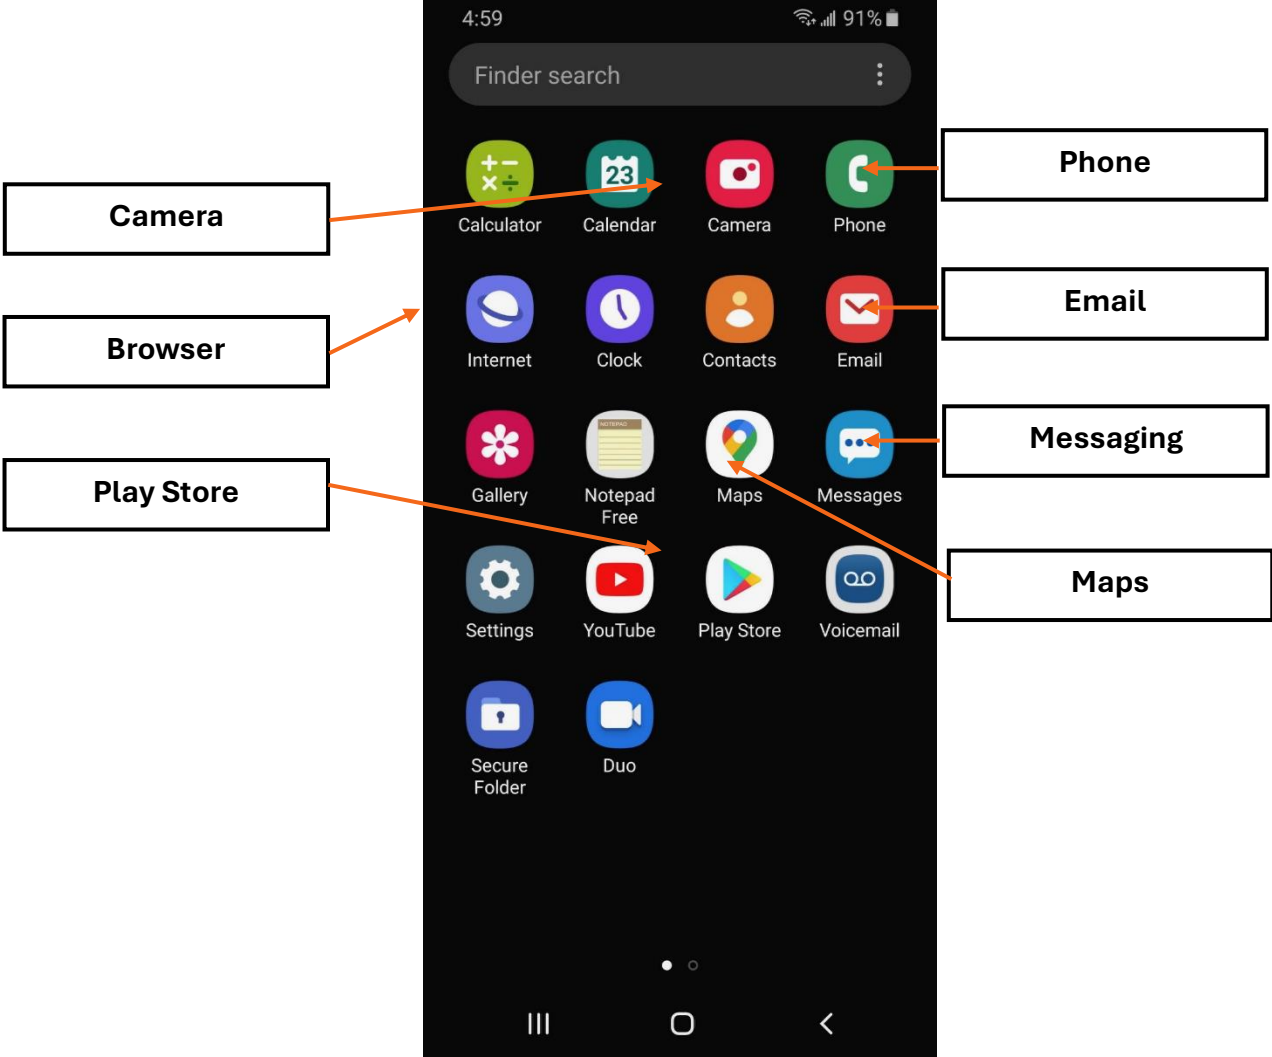 4:59
91%
Finder search
23
Calculator
Calendar
Camera
Phone
Internet
Clock
Contacts
Email
NOTEPAD
Gallery
Notepad
Free
Maps
Messages
Settings
YouTube
Play Store
Voicemail
Secure
Folder
Duo
Camera
Browser
Play Store
Phone
Email
Messaging
Maps